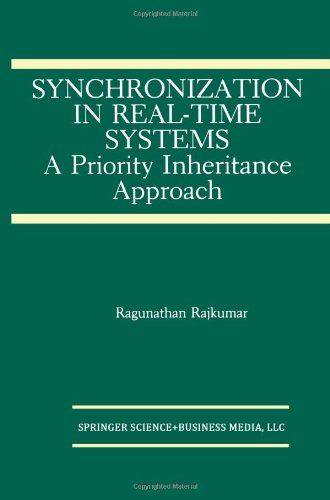 SYNCHRONIZATION
IN REAL-TIME
SYSTEMS
A Priority Inheritance
Approach
Ragunathan Rajkumar
SPRINGER SCIENCE+BUSINESS MEDIA, LLC